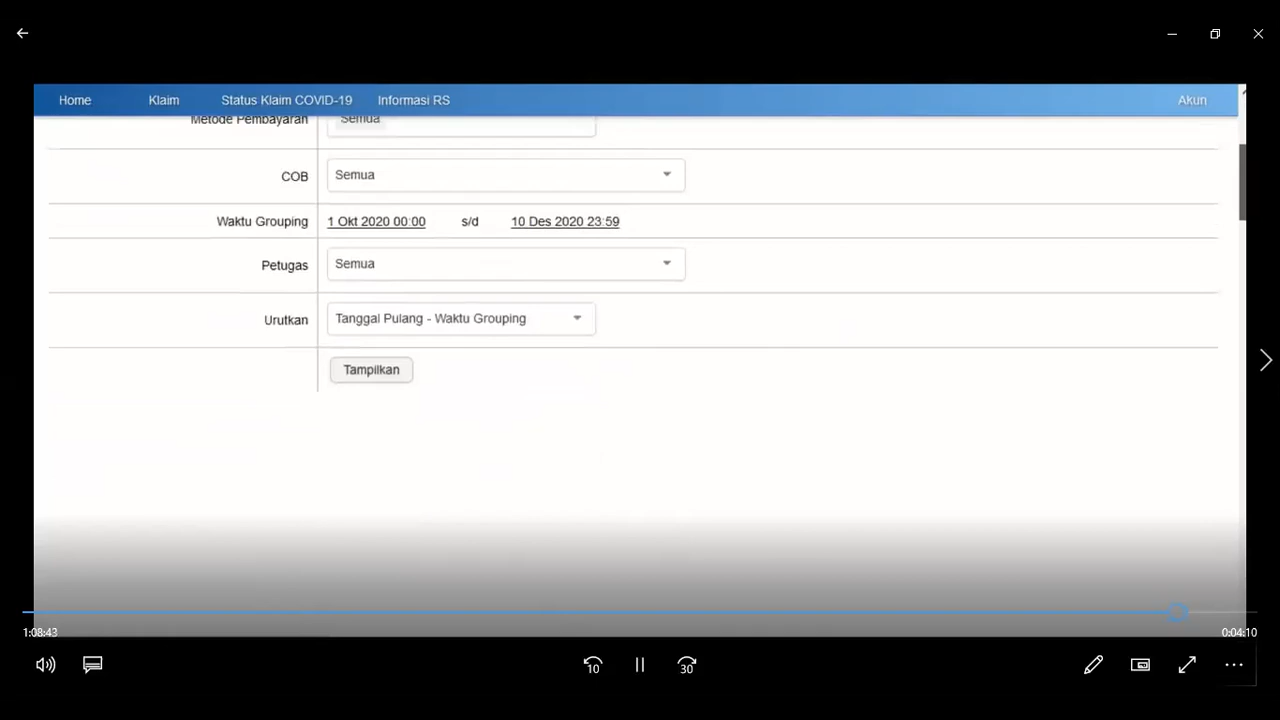 Home Klaim Status Klaim COVID-19 Informasi RS Akun
Metode Pembayaran Semua
COB Semua
Waktu Grouping 1 Okt 2020 00:00 s/d 10 Des 2020 23:59
Petugas Semua
Urutkan Tanggal Pulang - Waktu Grouping
Tampilkan
1:08:43 0:04:10
10 30